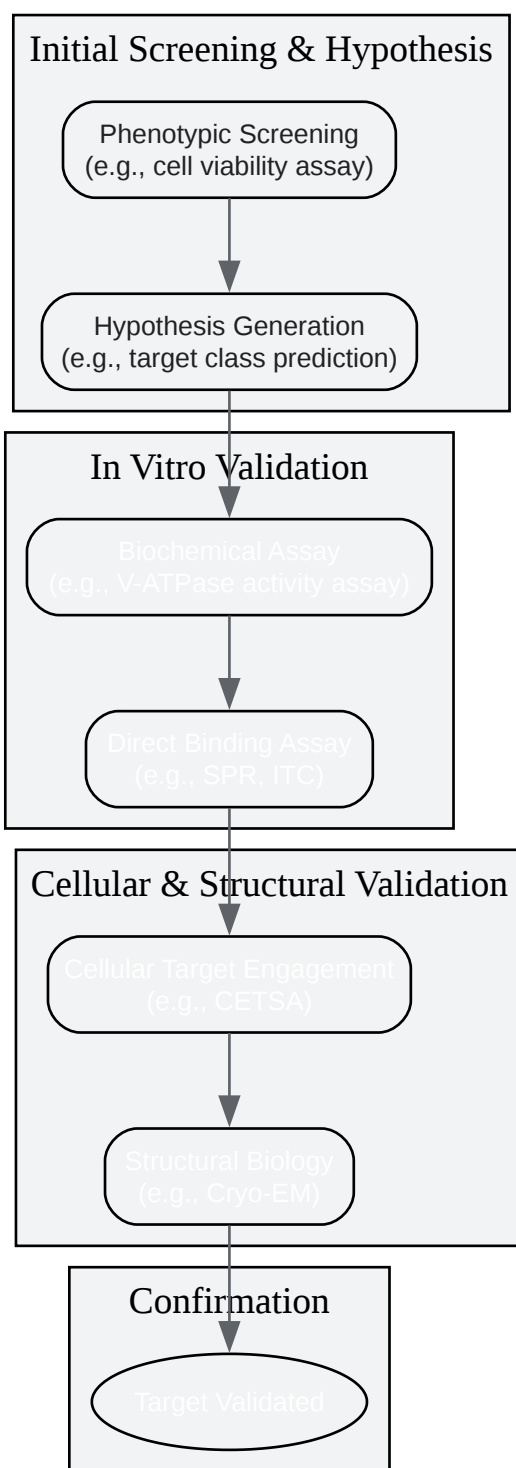 Initial Screening & Hypothesis
Phenotypic Screening
(e.g., cell viability assay)
Hypothesis Generation
(e.g., target class prediction)
In Vitro Validation
Biochemical Assay
(e.g., V-ATPase activity assay)
Direct Binding Assay
(e.g., SPR, ITC)
Cellular & Structural Validation
Cellular Target Engagement
(e.g., CETSA)
Structural Biology
(e.g., Cryo-EM)
Confirmation
Target Validated